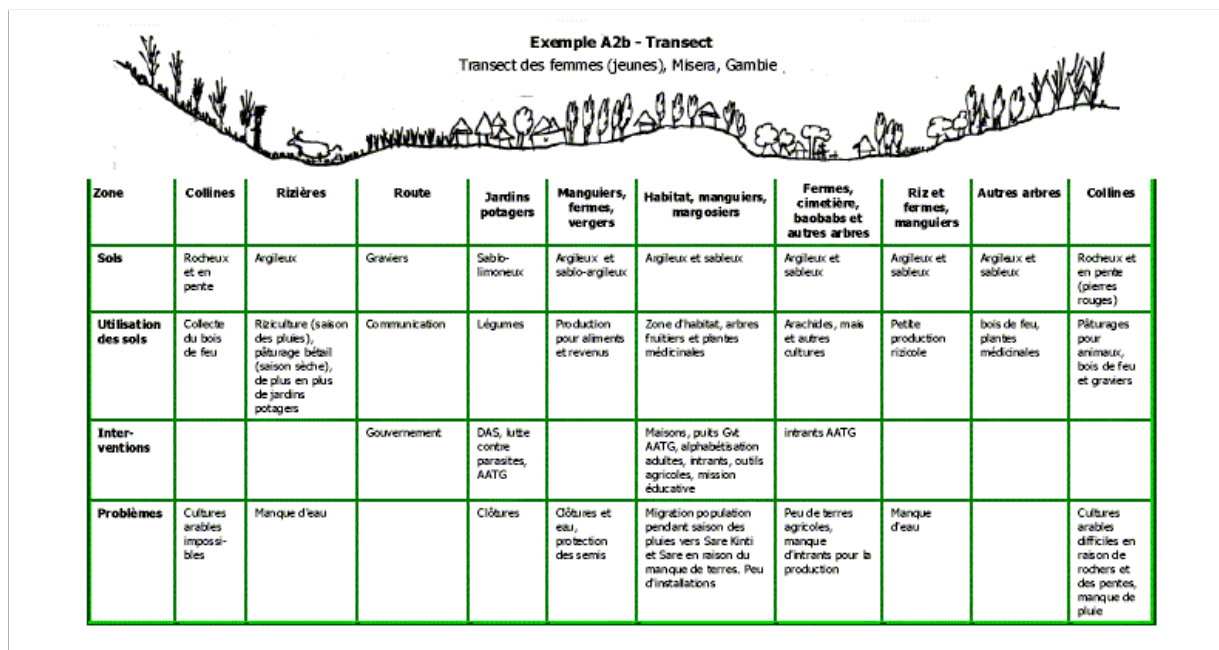 Exemple A2b - Transect
Transect des femmes (jeunes), Misera, Gambie
Zone
Collines
Rizières
Route
Jardins
potagers
Manguiers,
fermes,
vergers
Habitat, manguiers,
margosiers
Fermes,
cimetière,
baobabs et
autres arbres
Riz et
fermes,
manguiers
Autres arbres
Collines
Sols
Rocheux
et en
pente
Argileux
Graviers
Sablo-
limoneux
Argileux et
sablo-argileux
Argileux et sableux
Argileux et
sableux
Argileux et
sableux
Argileux et
sableux
Rocheux et
en pente
(pierres
rouges)
Utilisation
des sols
Collecte
du bois
de feu
Riziculture (saison
des pluies),
pâturage bétail
(saison sèche),
de plus en plus
de jardins
potagers
Communication
Légumes
Production
pour aliments
et revenus
Zone d'habitat, arbres
fruitiers et plantes
médicinales
Arachides, mais
et autres
cultures
Petite
production
rizicole
bois de feu,
plantes
médicinales
Pâturages
pour
animaux,
bois de feu
et graviers
Inter-
ventions
Gouvernement
DAS, lutte
contre
parasites,
AATG
Maisons, puits Gvt
AATG, alphabétisation
adultes, intrants, outils
agricoles, mission
éducative
intrants AATG
Problèmes
Cultures
arables
impossi-
bles
Manque d'eau
Clôtures
Clôtures et
eau,
protection
des semis
Migration population
pendant saison des
pluies vers Sare Kinti
et Sare en raison du
manque de terres. Peu
d'installations
Peu de terres
agricoles,
manque
d'intrants pour la
production
Manque
d'eau
Cultures
arables
difficiles en
raison de
rochers et
des pentes,
manque de
pluie